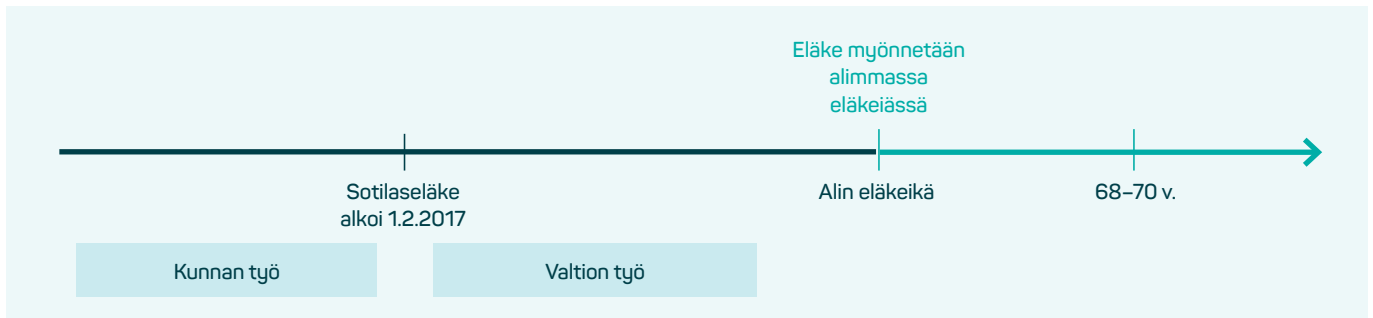 Eläke myönnetään
alimmassa
eläkeiässä
Sotilaseläke
alkoi 1.2.2017
Alin eläkeikä
68–70 v.
Kunnan työ
Valtion työ